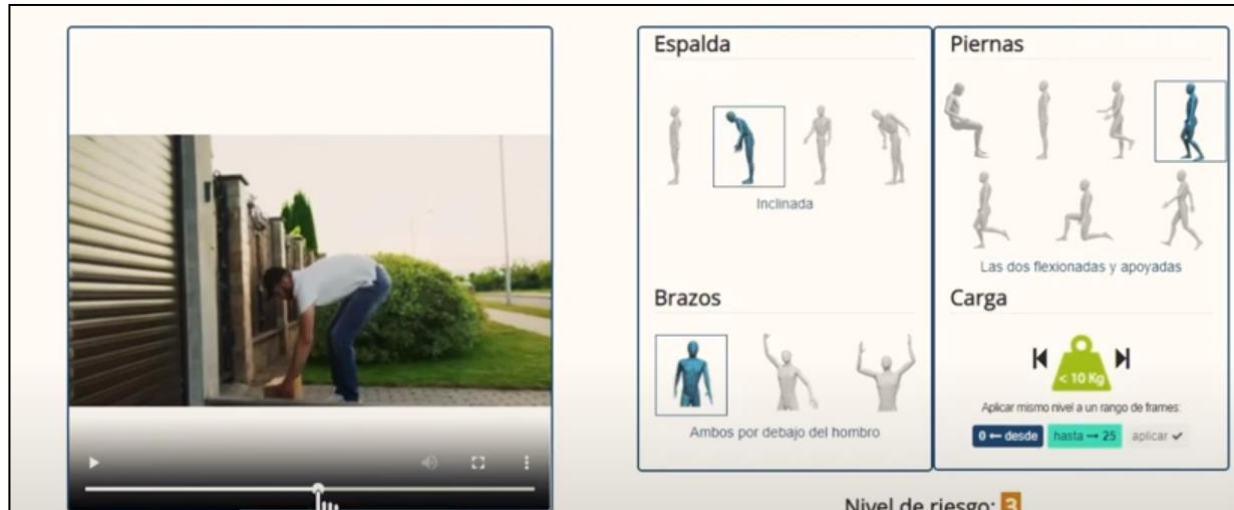 Espalda
Inclinada
Brazos
Ambos por debajo del hombro
Piernas
Las dos flexionadas y apoyadas
Carga
< 10 Kg
Aplicar mismo nivel a un rango de frames:
0 ← desde hasta → 25 aplicar ✔
Nivel de riesgo: 3